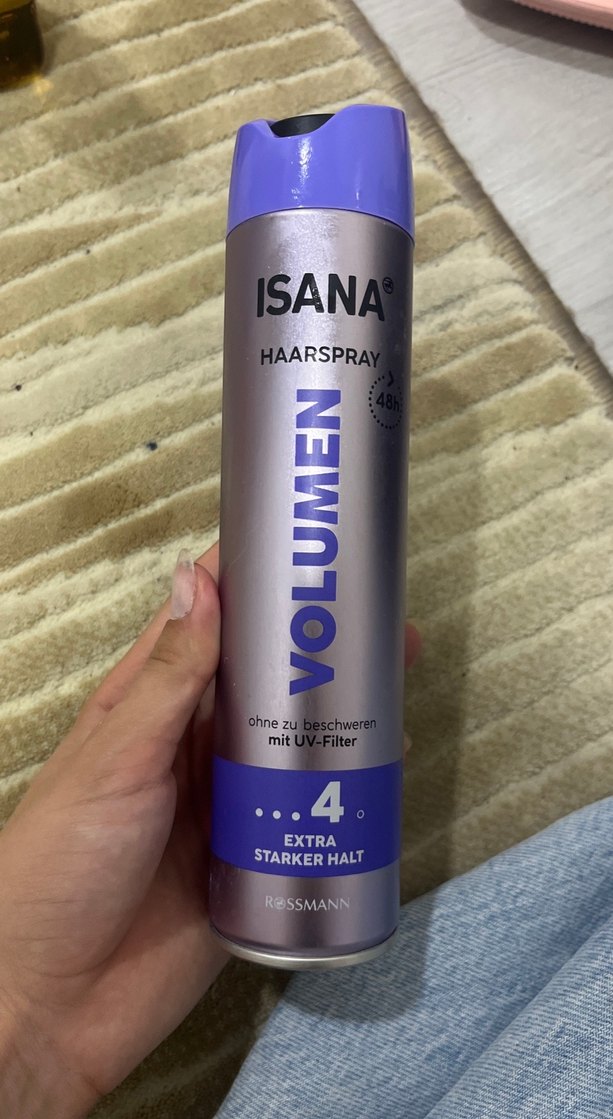 ISANA
HAARSPRAY
48h
VOLUMEN
ohne zu beschweren
mit UV-Filter
...4
EXTRA
STARKER HALT
ROSSMANN